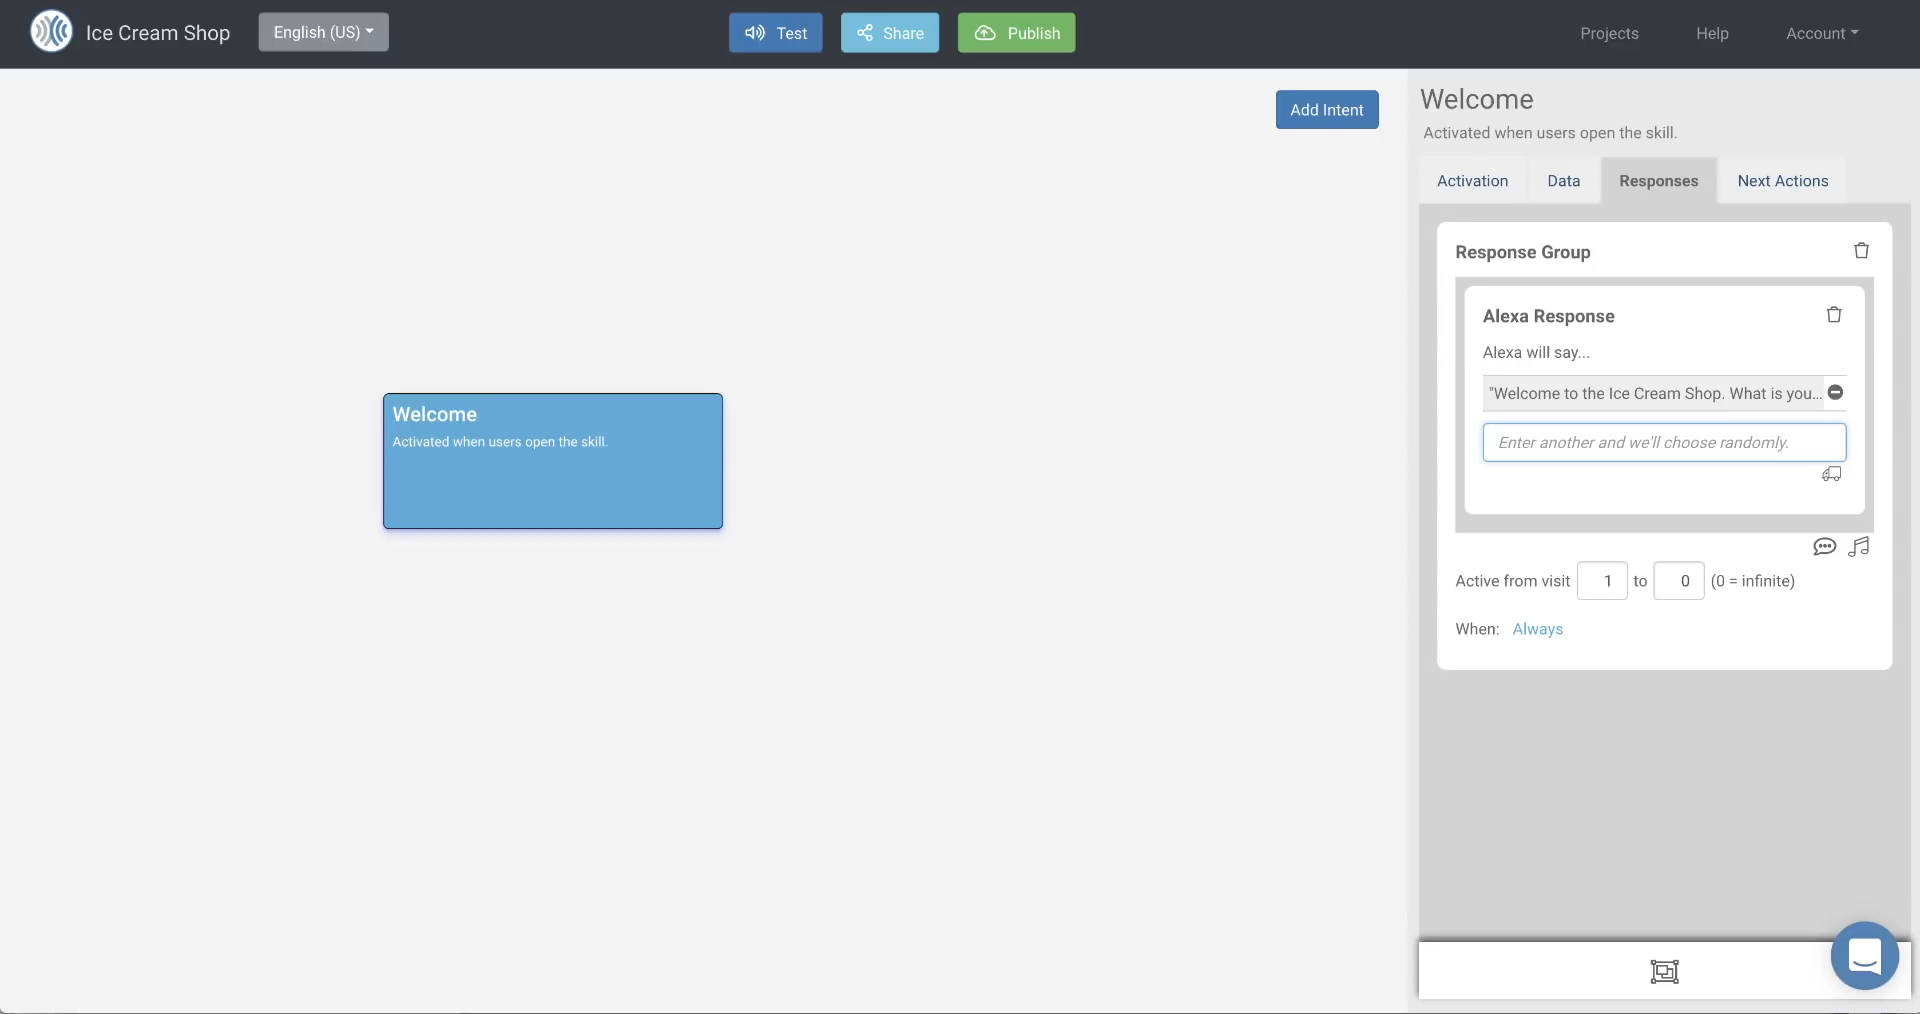 Ice Cream Shop
English (US)
Test
Share
Publish
Projects
Help
Account
Add Intent
Welcome
Activated when users open the skill.
Activation
Data
Responses
Next Actions
Response Group
Alexa Response
Alexa will say...
"Welcome to the Ice Cream Shop. What is you...
Enter another and we'll choose randomly.
Active from visit 1 to 0 (0 = infinite)
When: Always
Welcome
Activated when users open the skill.